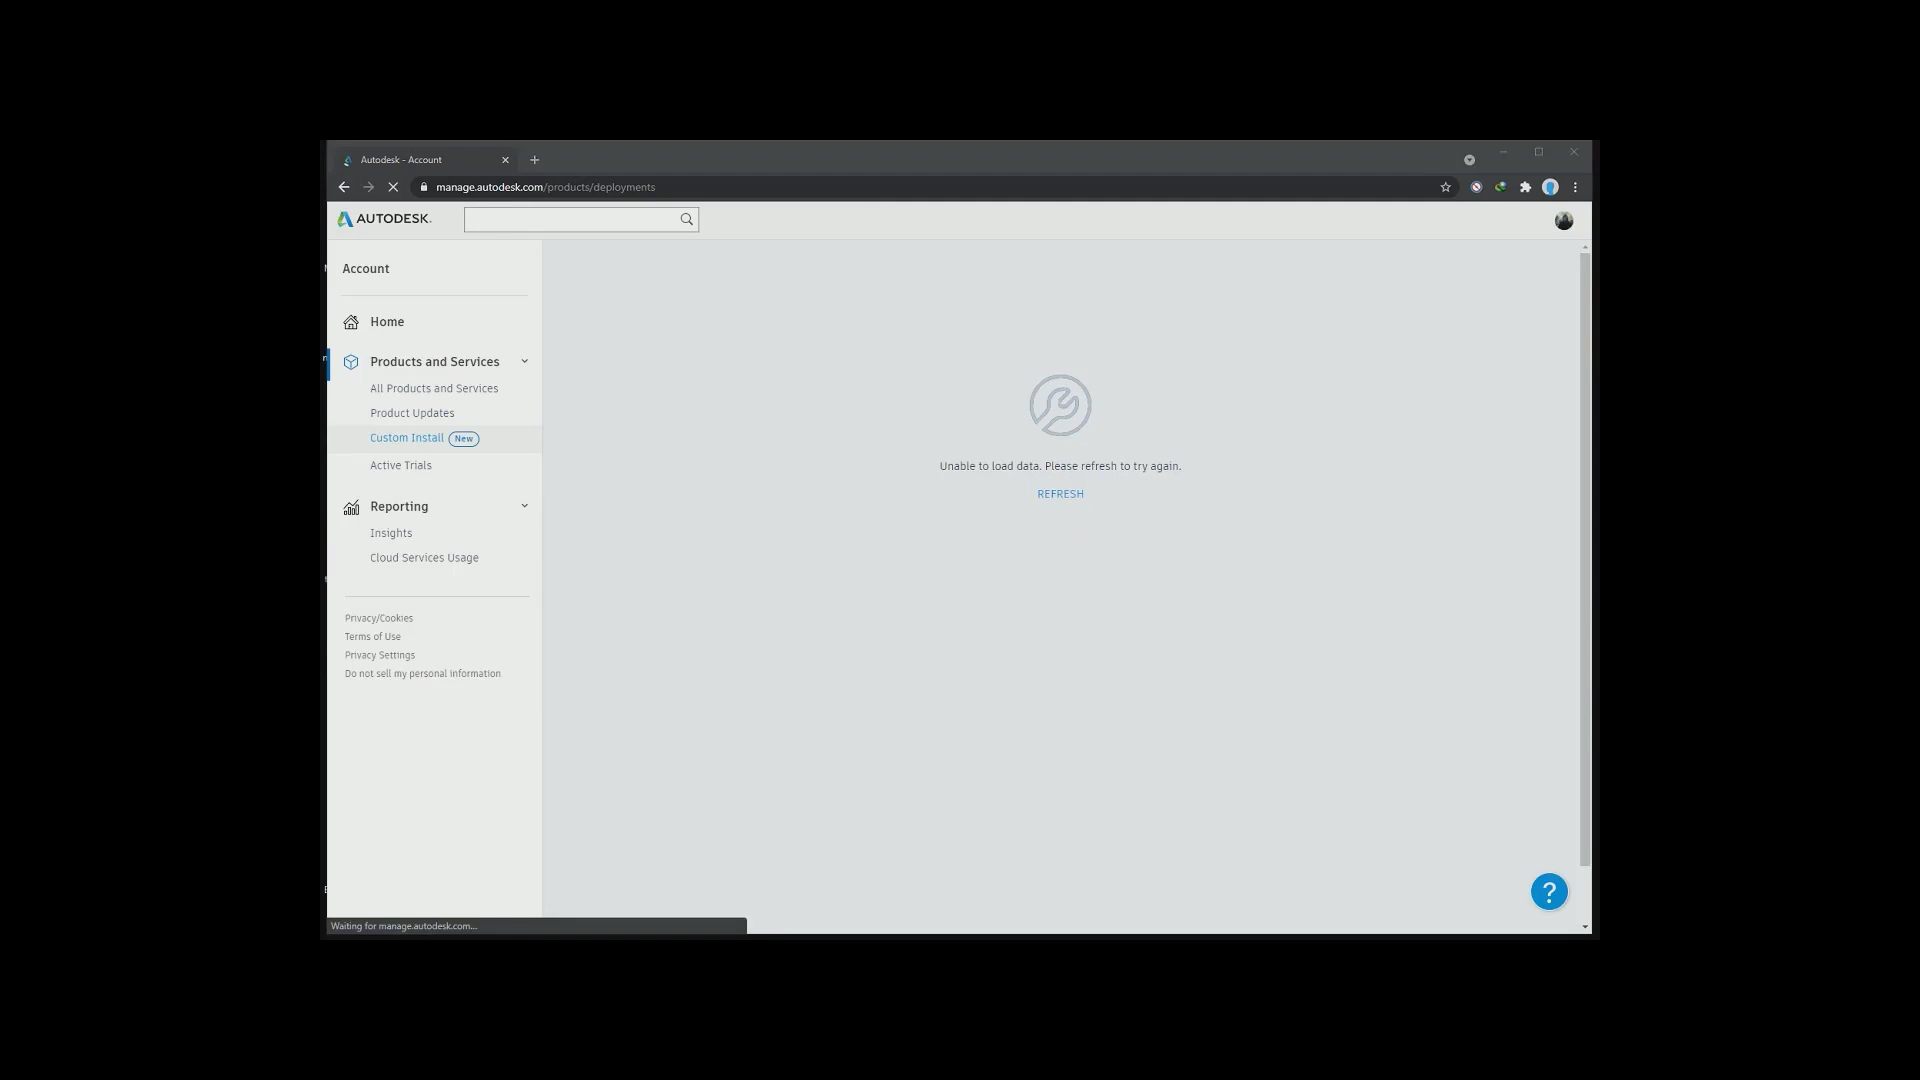 Autodesk - Account
manage.autodesk.com/products/deployments
AUTODESK.
Account
Home
Products and Services
All Products and Services
Product Updates
Custom Install New
Active Trials
Reporting
Insights
Cloud Services Usage
Privacy/Cookies
Terms of Use
Privacy Settings
Do not sell my personal information
Unable to load data. Please refresh to try again.
REFRESH
?
Waiting for manage.autodesk.com...